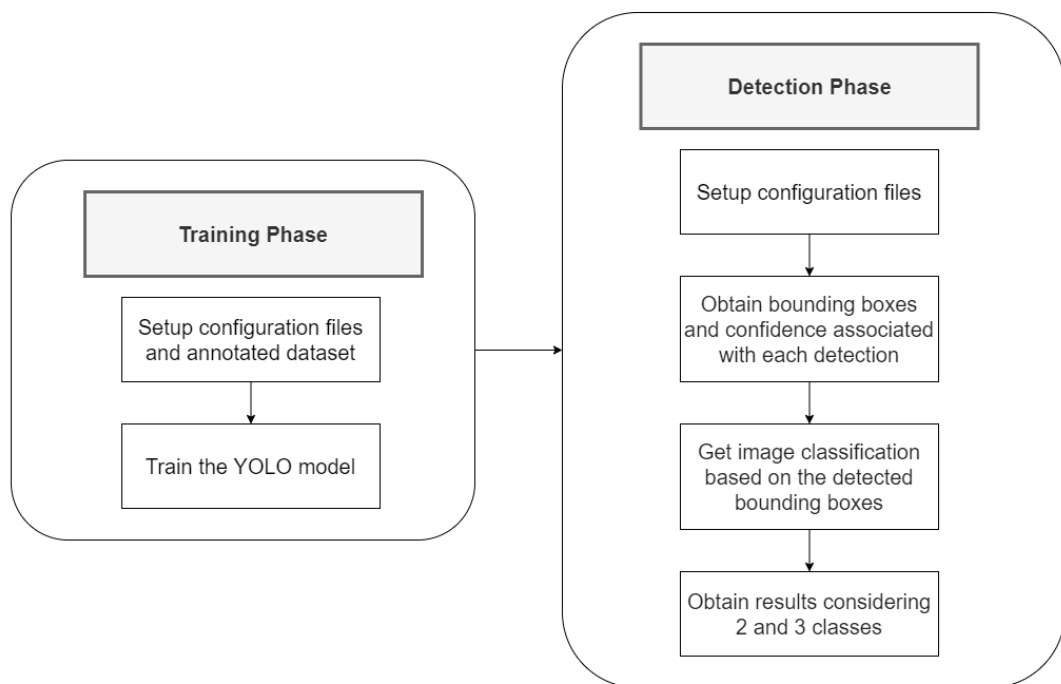 Training Phase
Setup configuration files
and annotated dataset
Train the YOLO model
Detection Phase
Setup configuration files
Obtain bounding boxes
and confidence associated
with each detection
Get image classification
based on the detected
bounding boxes
Obtain results considering
2 and 3 classes